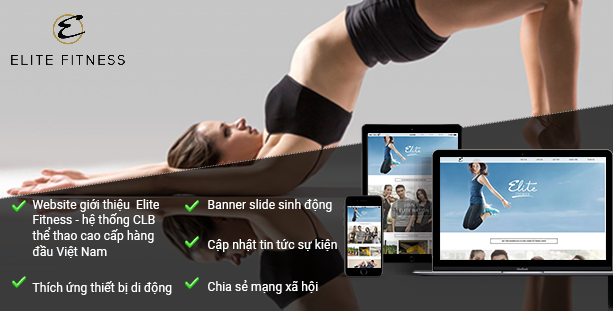 ELITE FITNESS
Website giới thiệu Elite
Fitness - hệ thống CLB
thể thao cao cấp hàng
đầu Việt Nam
Thích ứng thiết bị di động
Banner slide sinh động
Cập nhật tin tức sự kiện
Chia sẻ mạng xã hội
Elite